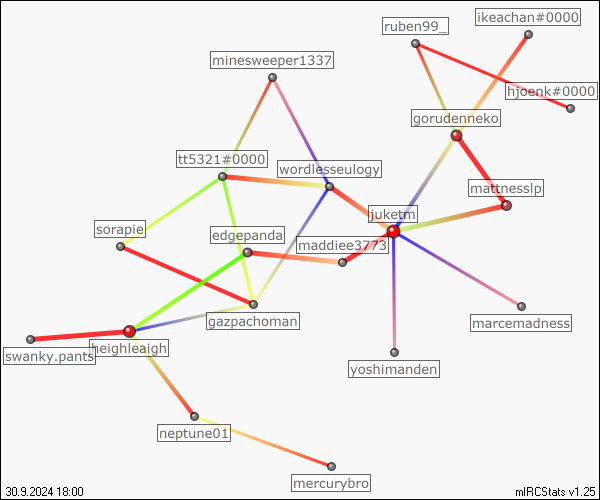 ikeachan#0000
ruben99_
minesweeper1337
hjoenk#0000
gorudenneko
tt5321#0000
wordlesseulogy
mattnesslp
juketm
sorapie
edgepanda
maddiee3773
gazpachoman
marcemadness
heighleaigh
swanky.pants
yoshimanden
neptune01
mercurybro
30.9.2024 18:00
mIRCStats v1.25